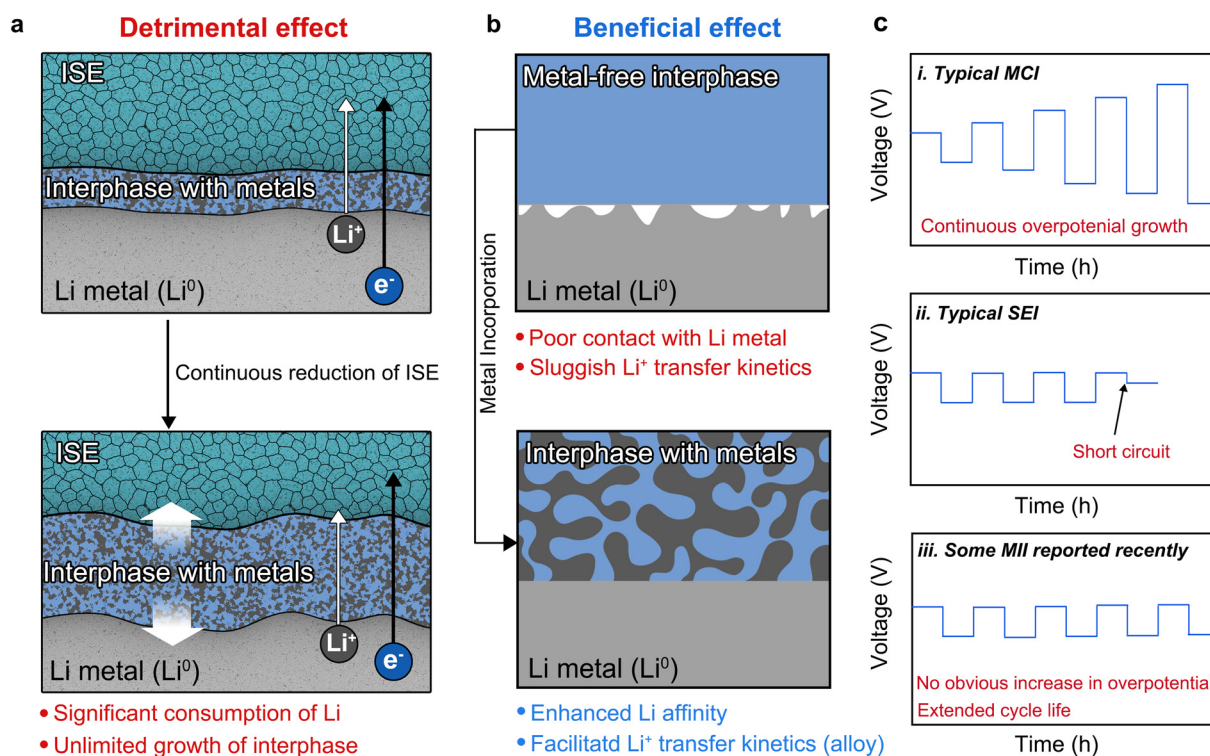 a
Detrimental effect
ISE
Interphase with metals
Li⁺
e⁻
Li metal (Li⁰)
Continuous reduction of ISE
ISE
Interphase with metals
Li⁺
e⁻
Li metal (Li⁰)
• Significant consumption of Li
• Unlimited growth of interphase
b
Beneficial effect
Metal-free interphase
Li metal (Li⁰)
• Poor contact with Li metal
• Sluggish Li⁺ transfer kinetics
Metal Incorporation
Interphase with metals
Li metal (Li⁰)
• Enhanced Li affinity
• Facilitatd Li⁺ transfer kinetics (alloy)
c
i. Typical MCI
Voltage (V)
Continuous overpotenial growth
Time (h)
ii. Typical SEI
Voltage (V)
Short circuit
Time (h)
iii. Some MII reported recently
Voltage (V)
No obvious increase in overpotential
Extended cycle life
Time (h)